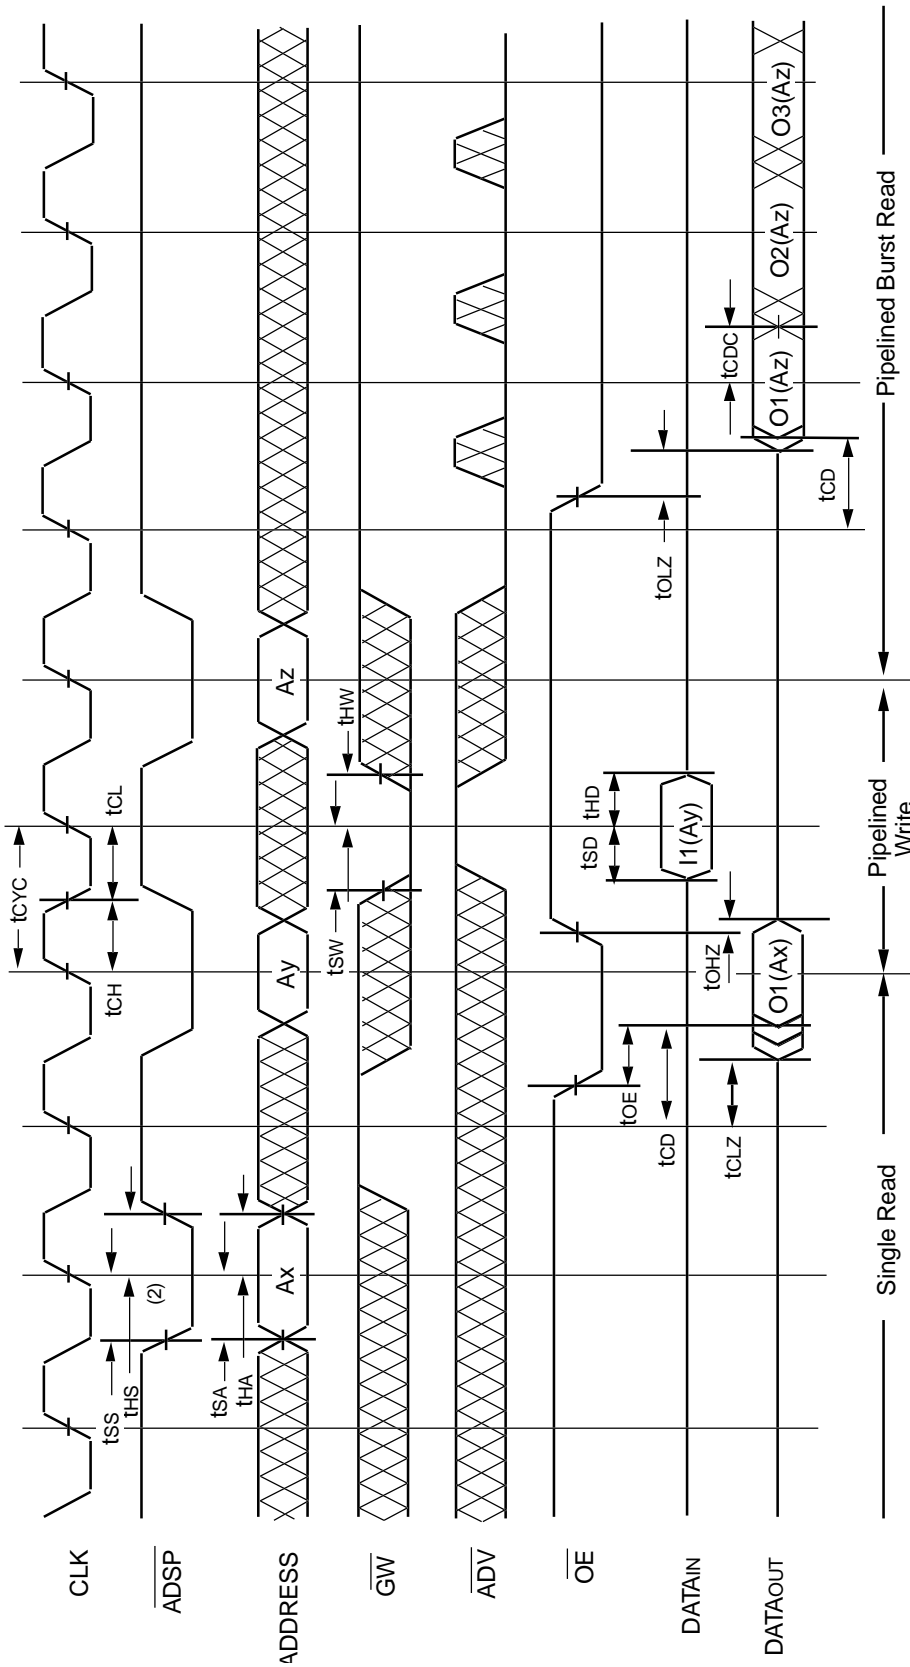 CLK
tCYC
tCH
tCL
ADSP
tSS
tHS
(2)
ADDRESS
tSA
tHA
Ax
Ay
Az
GW
tSW
tHW
ADV
OE
DATAIN
tOE
tSD
tHD
I1(Ay)
tOLZ
DATAOUT
tCD
tCLZ
tOHZ
O1(Ax)
tCDC
tCD
O1(Az)
O2(Az)
O3(Az)
Single Read
Pipelined
Write
Pipelined Burst Read